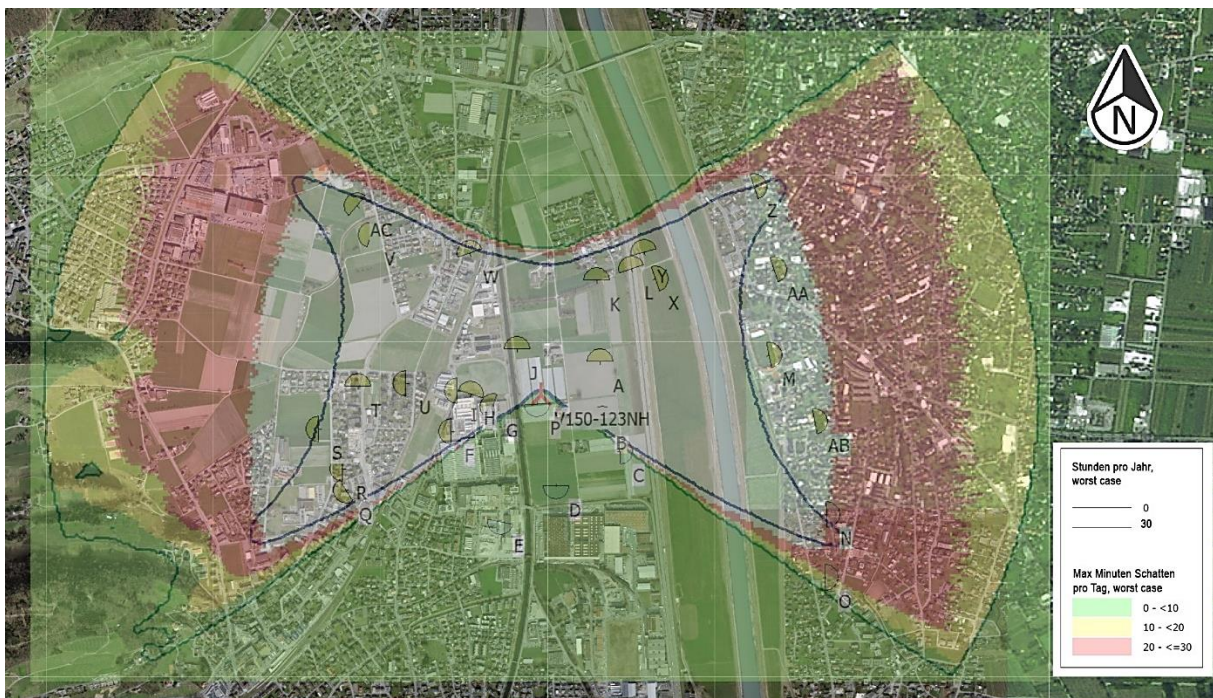 N
Z
AC
V
W
AA
K
L
Y
X
J
A
M
T
U
I
H
G
P
V150-123NH
AB
F
B
S
C
R
Q
D
N
E
O
Stunden pro Jahr,
worst case
0
30
Max Minuten Schatten
pro Tag, worst case
0 - <10
10 - <20
20 - <=30